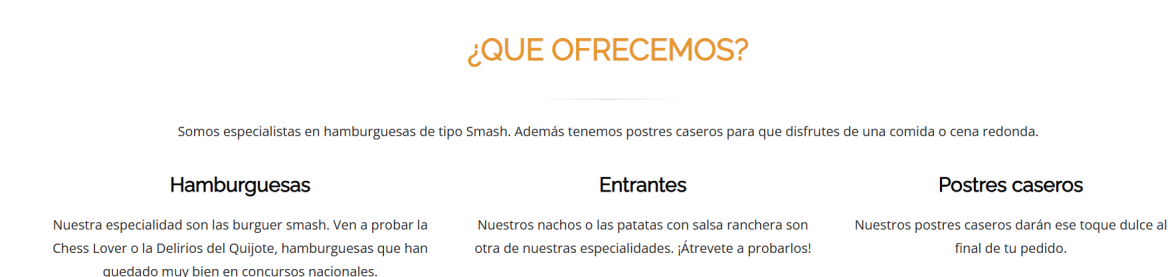 ¿QUE OFRECEMOS?
Somos especialistas en hamburguesas de tipo Smash. Además tenemos postres caseros para que disfrutes de una comida o cena redonda.
Hamburguesas
Nuestra especialidad son las burguer smash. Ven a probar la
Chess Lover o la Delirios del Quijote, hamburguesas que han
quedado muy bien en concursos nacionales.
Entrantes
Nuestros nachos o las patatas con salsa ranchera son
otra de nuestras especialidades. ¡Átrevete a probarlos!
Postres caseros
Nuestros postres caseros darán ese toque dulce al
final de tu pedido.